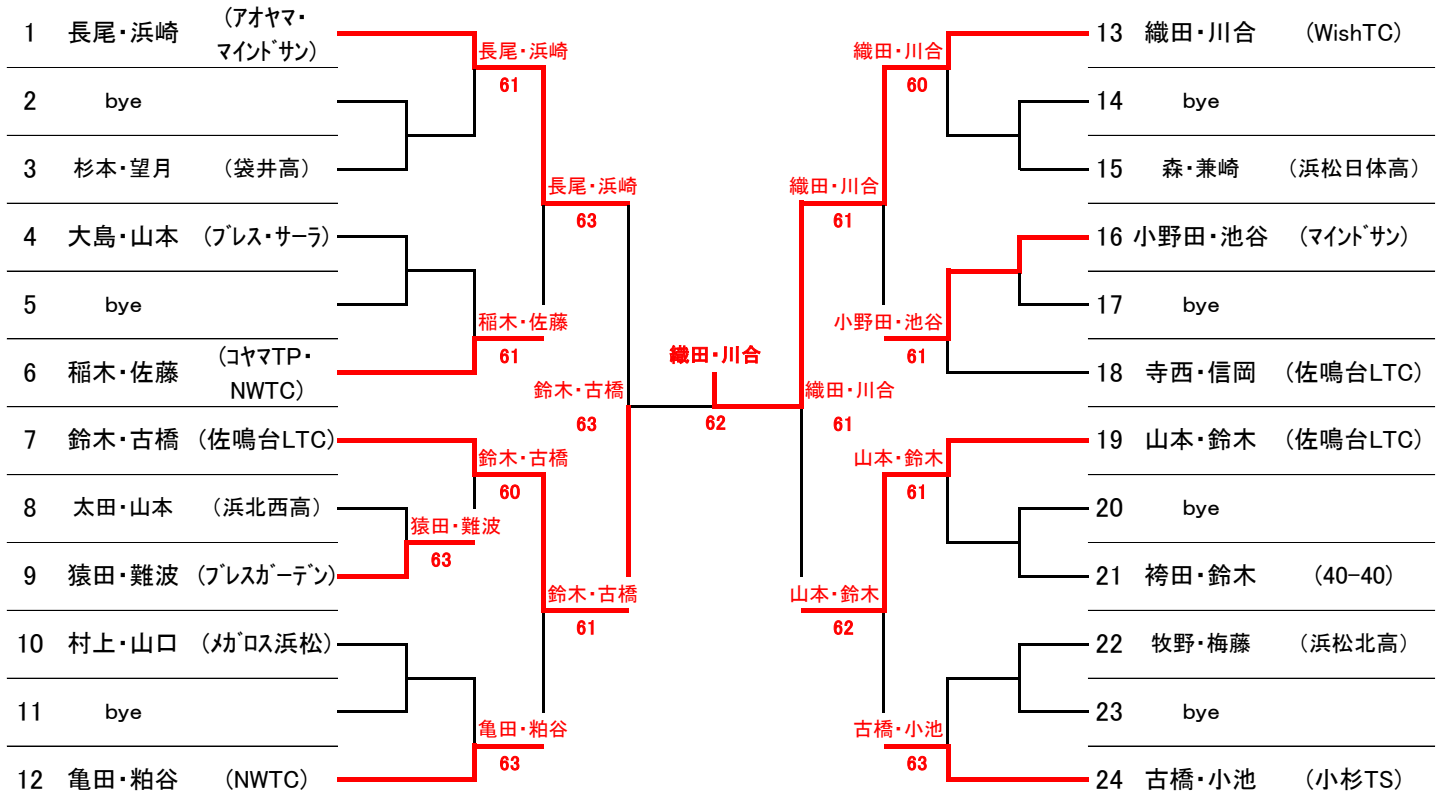 1 長尾・浜崎 (アオヤマ・
マインドサン)
2 bye
3 杉本・望月 (袋井高)
4 大島・山本 (ブレス・サーラ)
5 bye
6 稲木・佐藤 (コヤマTP・
NWTC)
7 鈴木・古橋 (佐鳴台LTC)
8 太田・山本 (浜北西高)
9 猿田・難波 (ブレスガーデン)
10 村上・山口 (メガロス浜松)
11 bye
12 亀田・粕谷 (NWTC)
長尾・浜崎
61
稲木・佐藤
61
鈴木・古橋
60
猿田・難波
63
亀田・粕谷
63
長尾・浜崎
63
鈴木・古橋
61
鈴木・古橋
63
織田・川合
62
織田・川合
61
織田・川合
61
山本・鈴木
62
織田・川合
60
小野田・池谷
61
山本・鈴木
61
古橋・小池
63
13 織田・川合 (WishTC)
14 bye
15 森・兼崎 (浜松日体高)
16 小野田・池谷 (マインドサン)
17 bye
18 寺西・信岡 (佐鳴台LTC)
19 山本・鈴木 (佐鳴台LTC)
20 bye
21 袴田・鈴木 (40-40)
22 牧野・梅藤 (浜松北高)
23 bye
24 古橋・小池 (小杉TS)